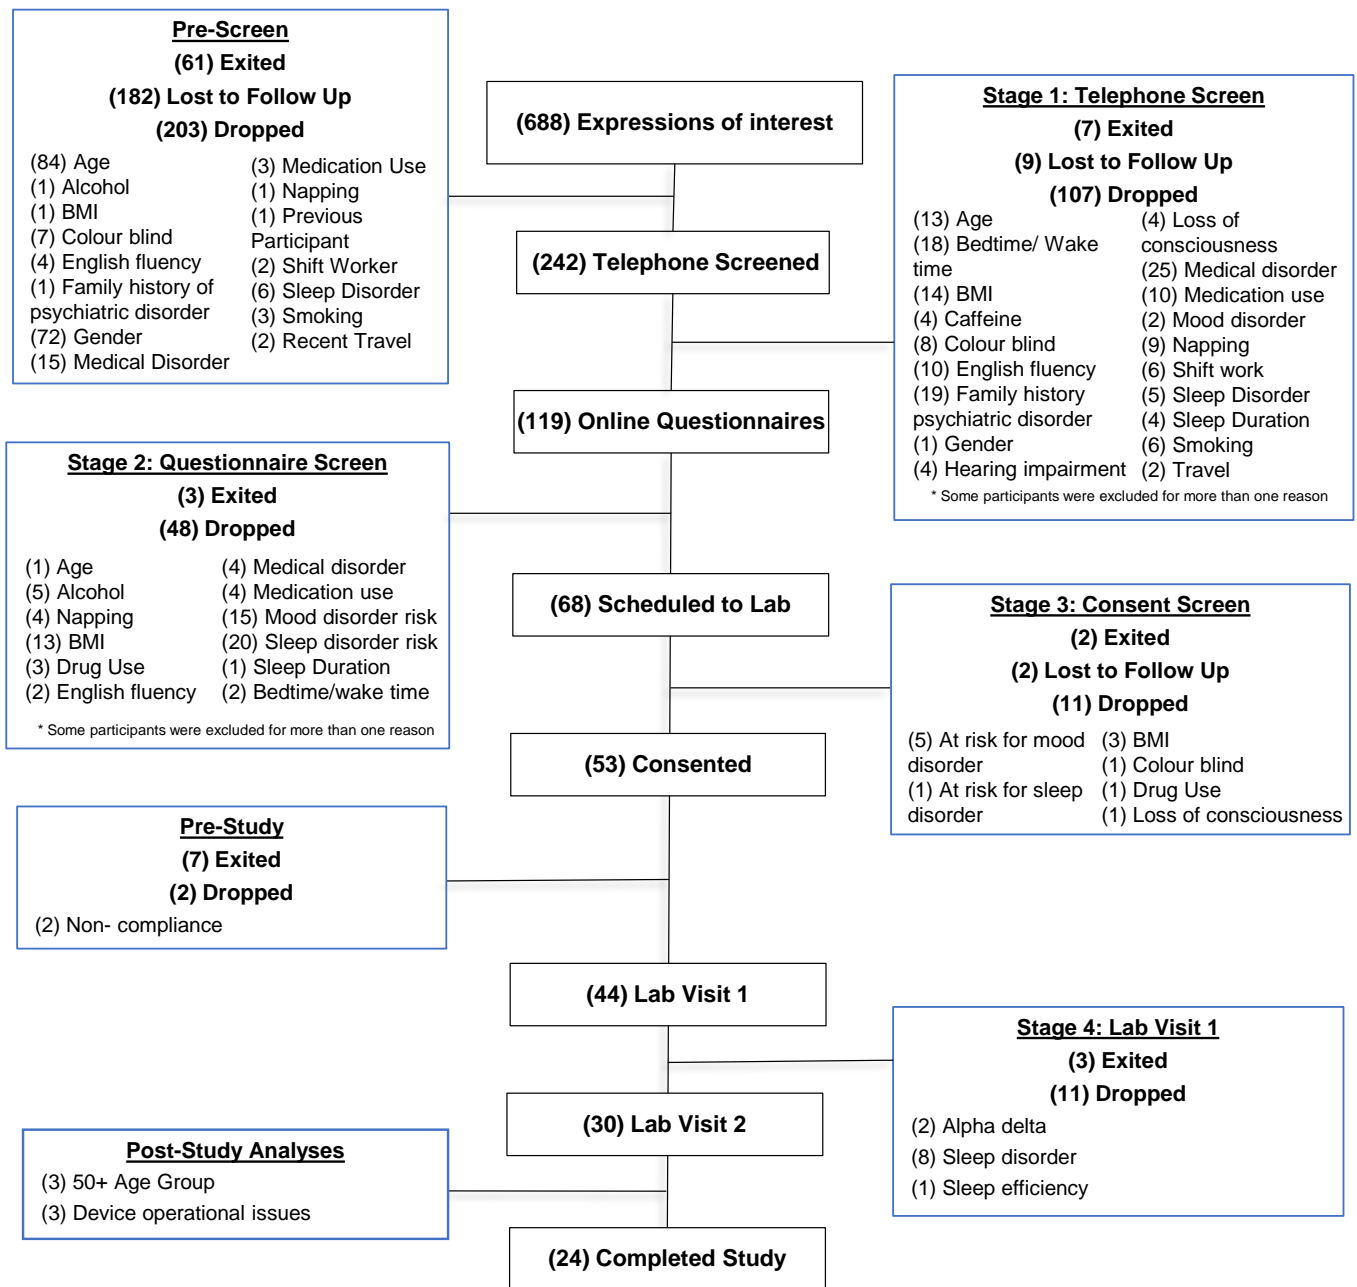 Pre-Screen
(61) Exited
(182) Lost to Follow Up
(203) Dropped
(84) Age
(1) Alcohol
(1) BMI
(7) Colour blind
(4) English fluency
(1) Family history of
psychiatric disorder
(72) Gender
(15) Medical Disorder
(3) Medication Use
(1) Napping
(1) Previous
Participant
(2) Shift Worker
(6) Sleep Disorder
(3) Smoking
(2) Recent Travel
(688) Expressions of interest
(242) Telephone Screened
Stage 1: Telephone Screen
(7) Exited
(9) Lost to Follow Up
(107) Dropped
(13) Age
(18) Bedtime/ Wake
time
(14) BMI
(4) Caffeine
(8) Colour blind
(10) English fluency
(19) Family history
psychiatric disorder
(1) Gender
(4) Hearing impairment
(4) Loss of
consciousness
(25) Medical disorder
(10) Medication use
(2) Mood disorder
(9) Napping
(6) Shift work
(5) Sleep Disorder
(4) Sleep Duration
(6) Smoking
(2) Travel
* Some participants were excluded for more than one reason
(119) Online Questionnaires
Stage 2: Questionnaire Screen
(3) Exited
(48) Dropped
(1) Age
(5) Alcohol
(4) Napping
(13) BMI
(3) Drug Use
(2) English fluency
(4) Medical disorder
(4) Medication use
(15) Mood disorder risk
(20) Sleep disorder risk
(1) Sleep Duration
(2) Bedtime/wake time
* Some participants were excluded for more than one reason
(68) Scheduled to Lab
Stage 3: Consent Screen
(2) Exited
(2) Lost to Follow Up
(11) Dropped
(5) At risk for mood
disorder
(1) At risk for sleep
disorder
(3) BMI
(1) Colour blind
(1) Drug Use
(1) Loss of consciousness
(53) Consented
Pre-Study
(7) Exited
(2) Dropped
(2) Non- compliance
(44) Lab Visit 1
Stage 4: Lab Visit 1
(3) Exited
(11) Dropped
(2) Alpha delta
(8) Sleep disorder
(1) Sleep efficiency
(30) Lab Visit 2
Post-Study Analyses
(3) 50+ Age Group
(3) Device operational issues
(24) Completed Study